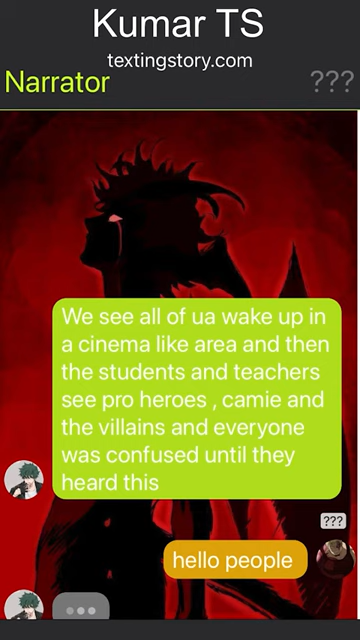 Kumar TS
textingstory.com
Narrator ???
We see all of ua wake up in
a cinema like area and then
the students and teachers
see pro heroes , camie and
the villains and everyone
was confused until they
heard this
???
hello people